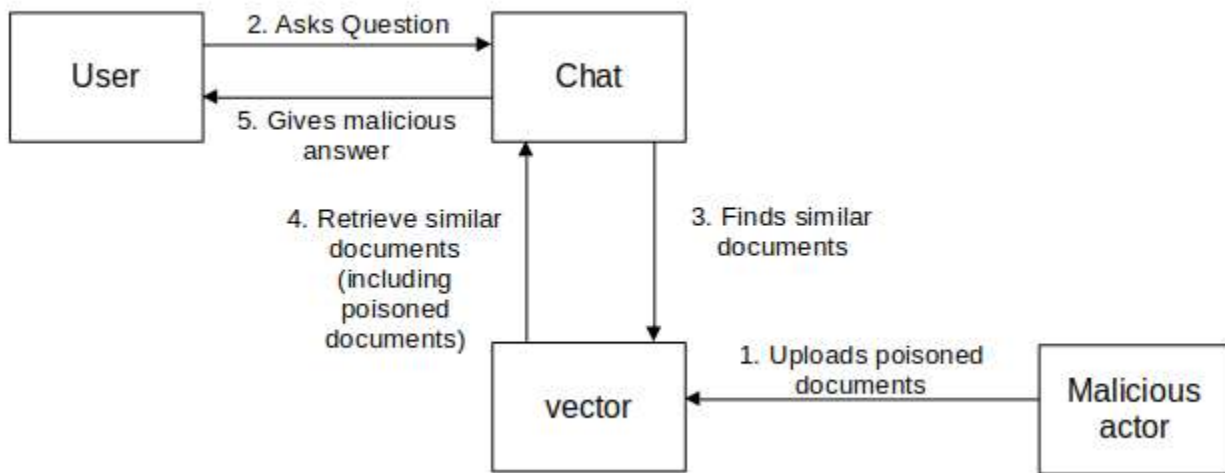 2. Asks Question
User
Chat
5. Gives malicious
answer
4. Retrieve similar
documents
(including
poisoned
documents)
3. Finds similar
documents
1. Uploads poisoned
documents
vector
Malicious
actor